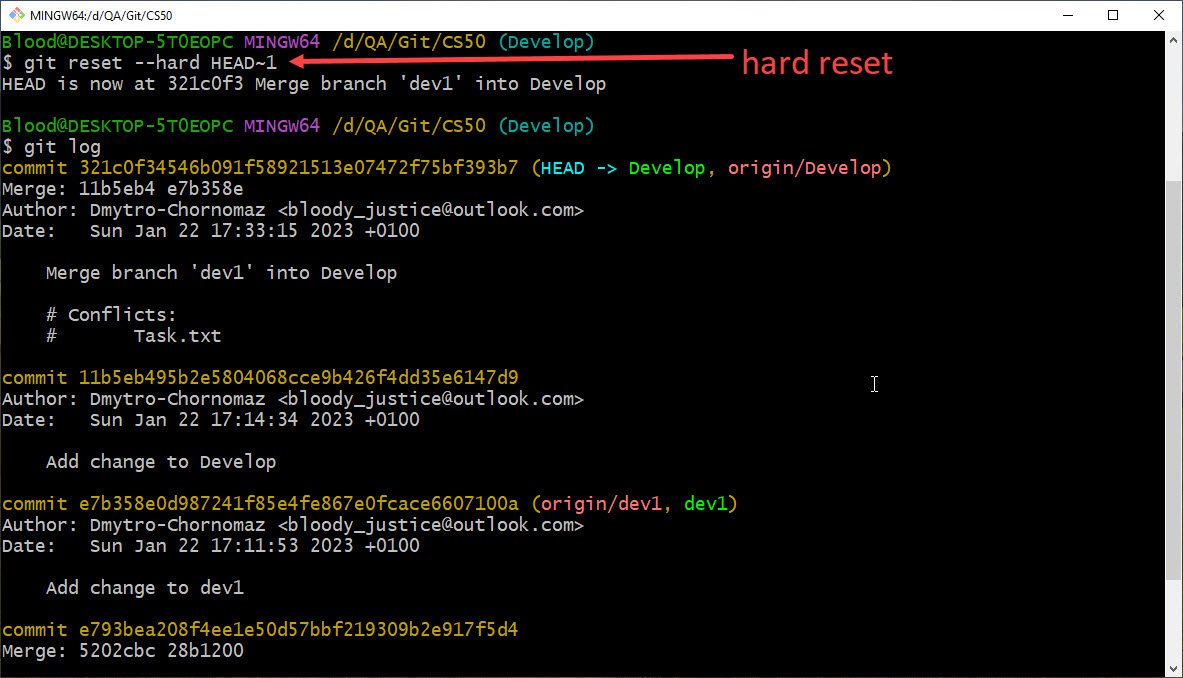 MINGW64:/d/QA/Git/CS50
Blood@DESKTOP-5T0EOPC MINGW64 /d/QA/Git/CS50 (Develop)
$ git reset --hard HEAD~1
hard reset
HEAD is now at 321c0f3 Merge branch 'dev1' into Develop
Blood@DESKTOP-5T0EOPC MINGW64 /d/QA/Git/CS50 (Develop)
$ git log
commit 321c0f34546b091f58921513e07472f75bf393b7 (HEAD -> Develop, origin/Develop)
Merge: 11b5eb4 e7b358e
Author: Dmytro-Chornomaz <bloody_justice@outlook.com>
Date:   Sun Jan 22 17:33:15 2023 +0100
    Merge branch 'dev1' into Develop
    # Conflicts:
    #       Task.txt
commit 11b5eb495b2e5804068cce9b426f4dd35e6147d9
Author: Dmytro-Chornomaz <bloody_justice@outlook.com>
Date:   Sun Jan 22 17:14:34 2023 +0100
    Add change to Develop
commit e7b358e0d987241f85e4fe867e0fcace6607100a (origin/dev1, dev1)
Author: Dmytro-Chornomaz <bloody_justice@outlook.com>
Date:   Sun Jan 22 17:11:53 2023 +0100
    Add change to dev1
commit e793bea208f4ee1e50d57bbf219309b2e917f5d4
Merge: 5202cbc 28b1200